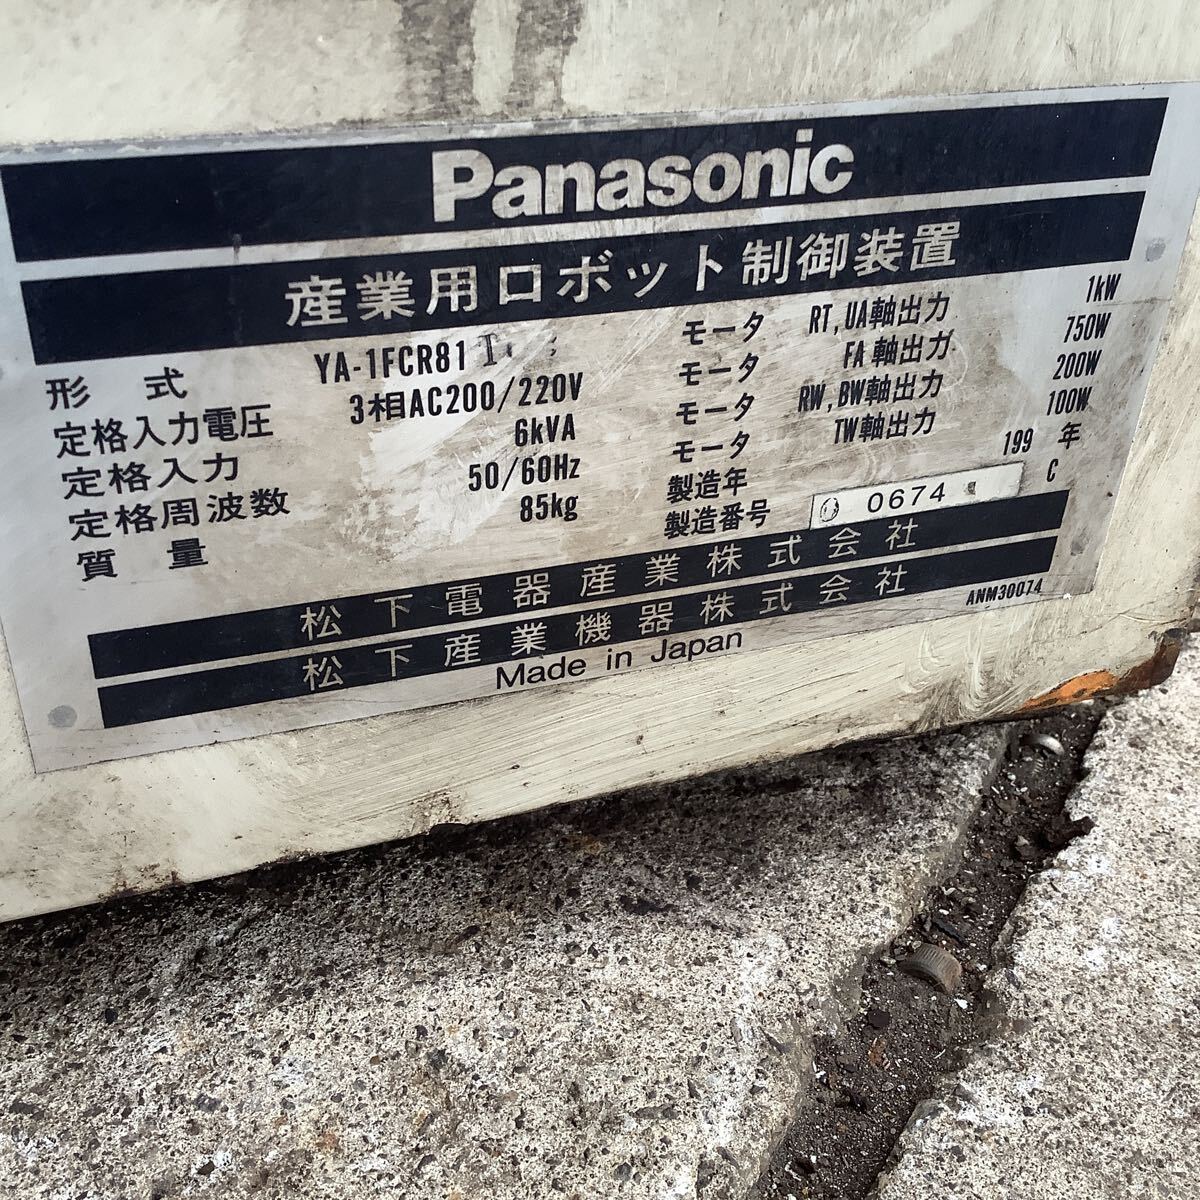 Panasonic
産業用ロボット制御装置
形式 YA-1FCR81T
定格入力電圧 3相AC200/220V
定格入力 6kVA
定格周波数 50/60Hz
質量 85kg
モータ RT,UA軸出力 1kW
モータ FA軸出力 750W
モータ RW,BW軸出力 200W
モータ TW軸出力 100W
製造年 199 年
製造番号 0674 C
松下電器産業株式会社
松下産業機器株式会社
Made in Japan ANM30074